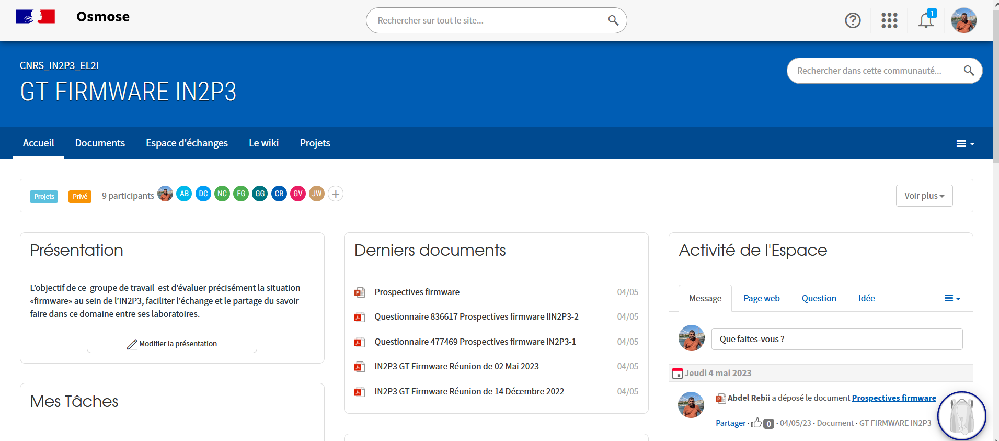 Osmose
Rechercher sur tout le site...
1
CNRS_IN2P3_EL2I
GT FIRMWARE IN2P3
Rechercher dans cette communauté...
Accueil
Documents
Espace d'échanges
Le wiki
Projets
Projets
Privé
9 participants
AB
DC
NC
FG
GG
CR
GV
JW
Voir plus
Présentation
L’objectif de ce groupe de travail est d’évaluer précisément la situation
«firmware» au sein de l’IN2P3, faciliter l'échange et le partage du savoir
faire dans ce domaine entre ses laboratoires.
Modifier la présentation
Mes Tâches
Derniers documents
Prospectives firmware 04/05
Questionnaire 836617 Prospectives firmware lIN2P3-2 04/05
Questionnaire 477469 Prospectives firmware IN2P3-1 04/05
IN2P3 GT Firmware Réunion de 02 Mai 2023 04/05
IN2P3 GT Firmware Réunion de 14 Décembre 2022 04/05
Activité de l'Espace
Message
Page web
Question
Idée
Que faites-vous ?
Jeudi 4 mai 2023
Abdel Rebii a déposé le document Prospectives firmware
Partager · 0 · 04/05/23 · Document · GT FIRMWARE IN2P3